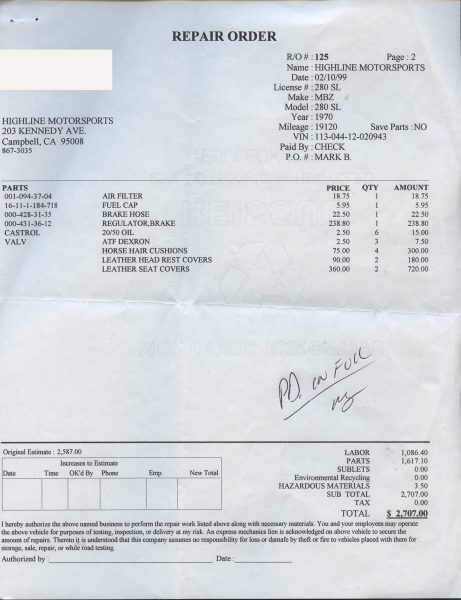 REPAIR ORDER
R/O # : 125 Page : 2
Name : HIGHLINE MOTORSPORTS
Date : 02/10/99
License # : 280 SL
Make : MBZ
Model : 280 SL
Year : 1970
Mileage : 19120 Save Parts : NO
VIN : 113-044-12-020943
Paid By : CHECK
P.O. # : MARK B.
HIGHLINE MOTORSPORTS
203 KENNEDY AVE.
Campbell, CA 95008
867-3035
PARTS PRICE QTY AMOUNT
001-094-37-04 AIR FILTER 18.75 1 18.75
16-11-1-184-718 FUEL CAP 5.95 1 5.95
000-428-31-35 BRAKE HOSE 22.50 1 22.50
000-431-36-12 REGULATOR,BRAKE 238.80 1 238.80
CASTROL 20/50 OIL 2.50 6 15.00
VALV ATF DEXRON 2.50 3 7.50
HORSE HAIR CUSHIONS 75.00 4 300.00
LEATHER HEAD REST COVERS 90.00 2 180.00
LEATHER SEAT COVERS 360.00 2 720.00
PD. IN FULL
Original Estimate : 2,587.00
Increases to Estimate
Date Time OK'd By Phone Emp. New Total
LABOR 1,086.40
PARTS 1,617.10
SUBLETS 0.00
Environmental Recycling 0.00
HAZARDOUS MATERIALS 3.50
SUB TOTAL 2,707.00
TAX 0.00
TOTAL $ 2,707.00
I hereby authorize the above named business to perform the repair work listed above along with necessary materials. You and your employees may operate
the above vehicle for purposes of testing, inspection, or delivery at my risk. An express mechanics lien is acknowledged on above vehicle to secure the
amount of repairs. Thereto it is understood that this company assumes no responsibility for loss or damafe by theft or fire to vehicles placed with them for
storage, sale, repair, or while road testing.
Authorized by : Date :